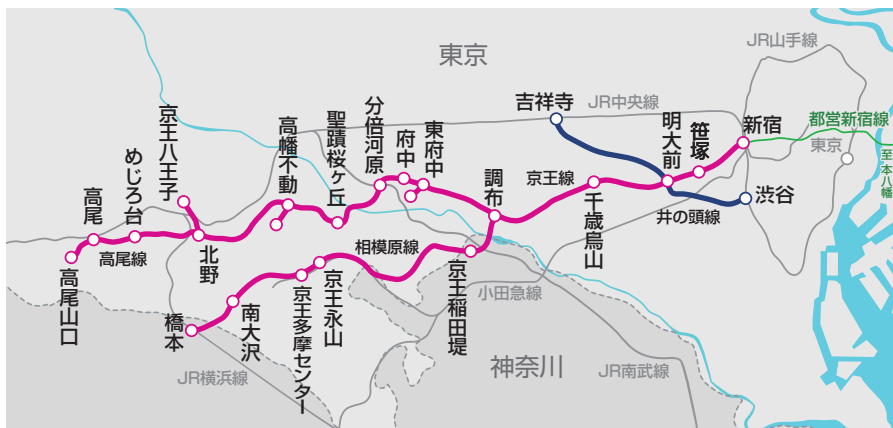 東京
JR山手線
吉祥寺
JR中央線
都営新宿線
東京
至本八幡
新宿
笹塚
明大前
京王線
井の頭線
渋谷
千歳烏山
調布
東府中
府中
分倍河原
聖蹟桜ヶ丘
高幡不動
京王八王子
めじろ台
高尾
高尾線
北野
高尾山口
相模原線
京王稲田堤
小田急線
京王永山
京王多摩センター
南大沢
橋本
JR横浜線
神奈川
JR南武線